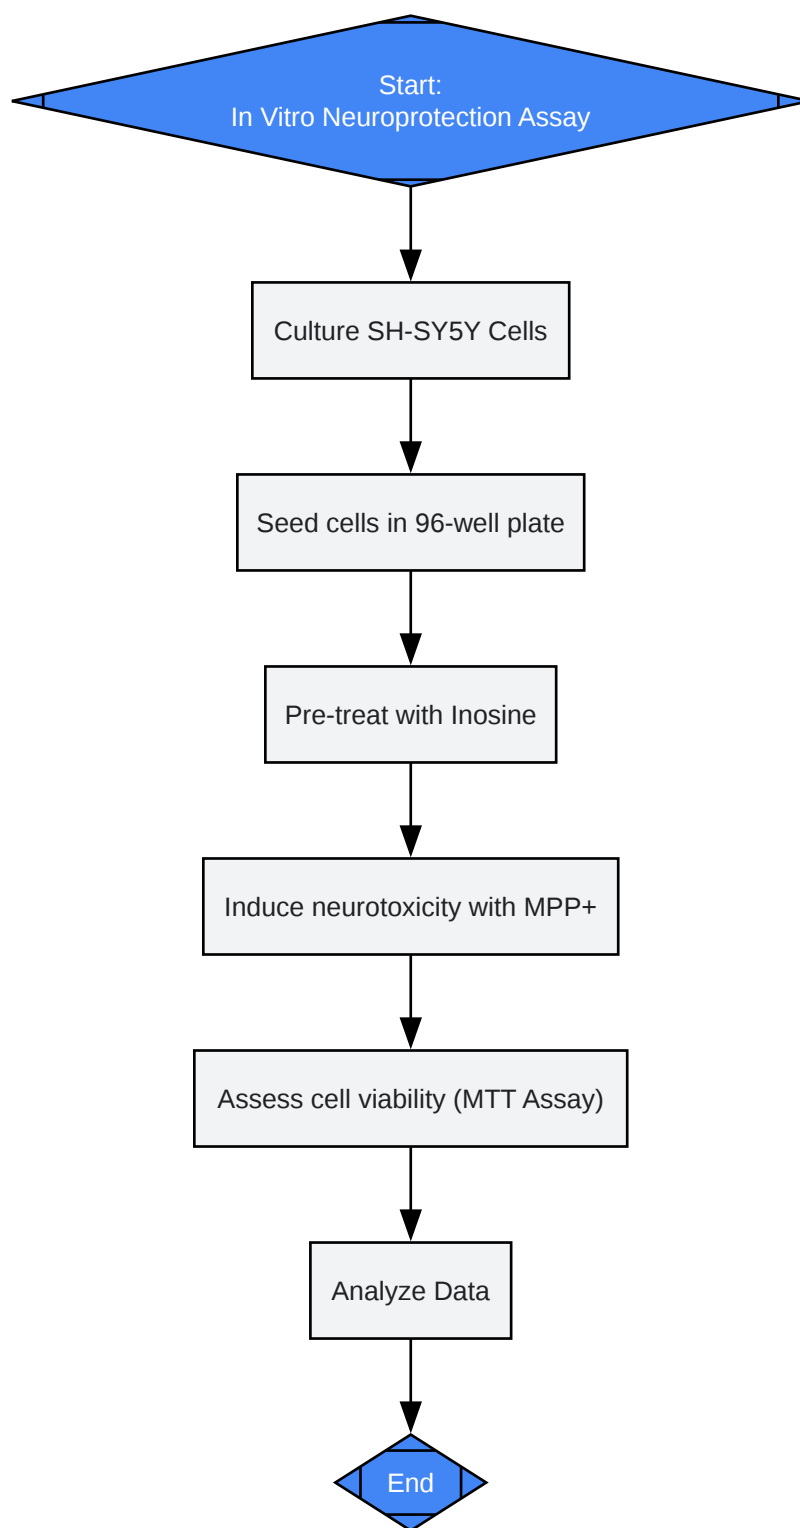 Start:
In Vitro Neuroprotection Assay
Culture SH-SY5Y Cells
Seed cells in 96-well plate
Pre-treat with Inosine
Induce neurotoxicity with MPP+
Assess cell viability (MTT Assay)
Analyze Data
End